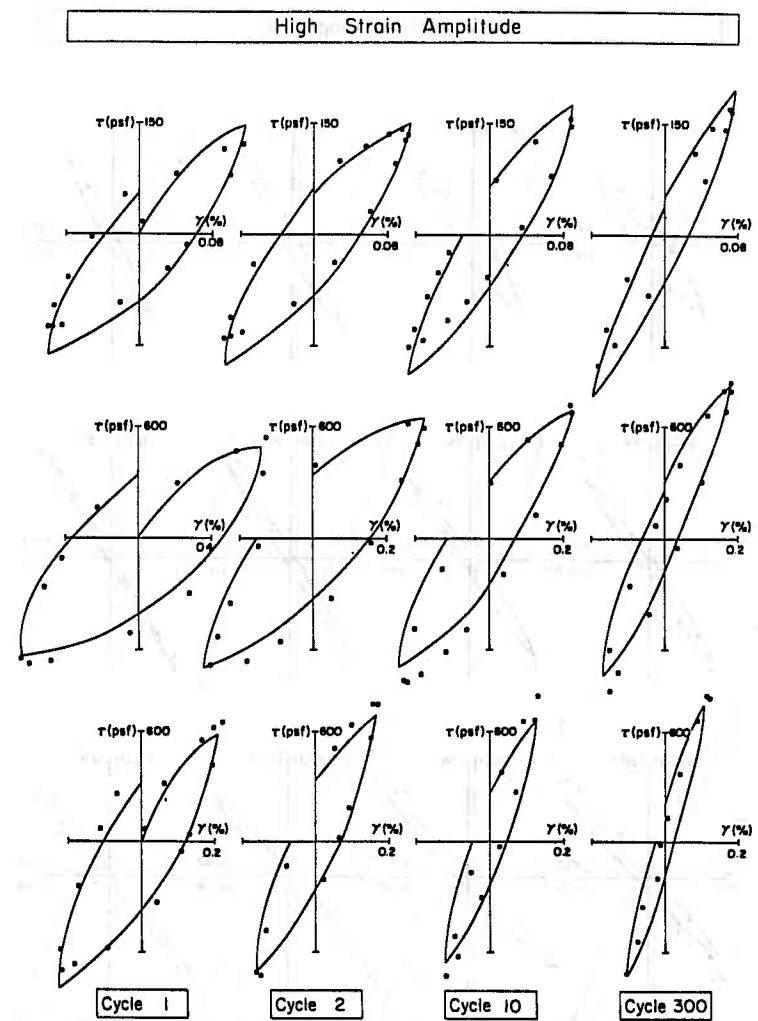 High Strain Amplitude
τ(psf) 150 τ(psf) 150 τ(psf) 150 τ(psf) 150
γ(%) γ(%) γ(%) γ(%)
0.08 0.08 0.08 0.08
τ(psf) 600 τ(psf) 600 τ(psf) 600 τ(psf) 600
γ(%) γ(%) γ(%) γ(%)
0.4 0.2 0.2 0.2
τ(psf) 600 τ(psf) 600 τ(psf) 600 τ(psf) 600
γ(%) γ(%) γ(%) γ(%)
0.2 0.2 0.2 0.2
Cycle 1 Cycle 2 Cycle 10 Cycle 300